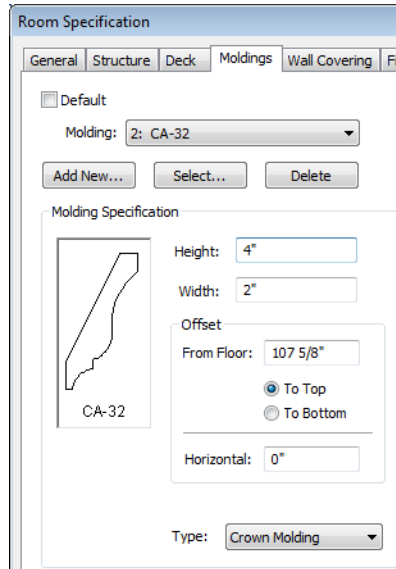 Room Specification
General Structure Deck Moldings Wall Covering
Default
Molding: 2: CA-32
Add New... Select... Delete
Molding Specification
Height: 4"
Width: 2"
Offset
From Floor: 107 5/8"
To Top
To Bottom
CA-32
Horizontal: 0"
Type: Crown Molding